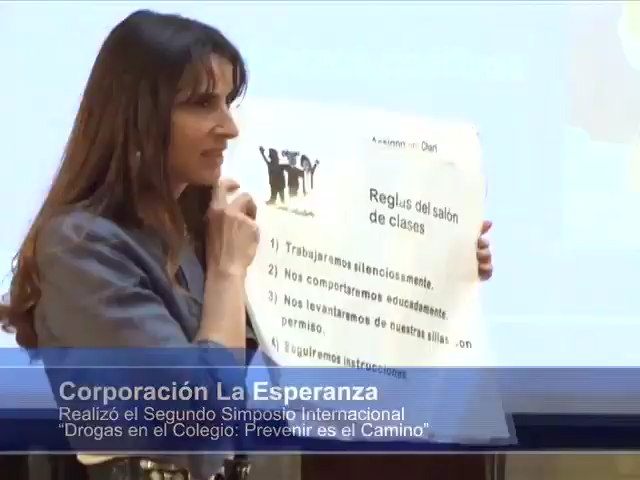 Reglas del salón
de clases
1) Trabajaremos silenciosamente.
2) Nos comportaremos educadamente.
3) Nos levantaremos de nuestras sillas con
permiso.
4) Seguiremos instrucciones.
Corporación La Esperanza
Realizó el Segundo Simposio Internacional
“Drogas en el Colegio: Prevenir es el Camino”